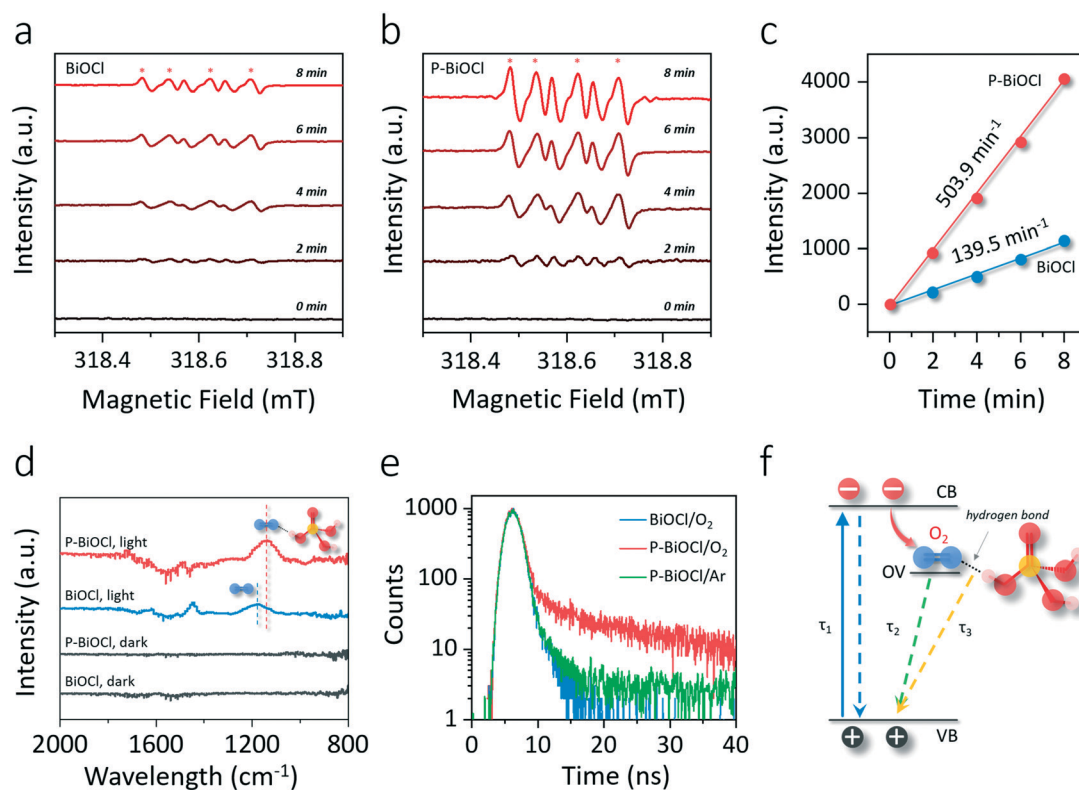 a
BiOCl
* * * *
8 min
6 min
4 min
2 min
0 min
Intensity (a.u.)
318.4 318.6 318.8
Magnetic Field (mT)
b
P-BiOCl
* * * *
8 min
6 min
4 min
2 min
0 min
Intensity (a.u.)
318.4 318.6 318.8
Magnetic Field (mT)
c
4000
3000
2000
1000
0
Intensity (a.u.)
P-BiOCl
503.9 min⁻¹
139.5 min⁻¹
BiOCl
0 2 4 6 8
Time (min)
d
P-BiOCl, light
BiOCl, light
P-BiOCl, dark
BiOCl, dark
Intensity (a.u.)
2000 1600 1200 800
Wavelength (cm⁻¹)
e
1000
100
10
1
Counts
BiOCl/O₂
P-BiOCl/O₂
P-BiOCl/Ar
0 10 20 30 40
Time (ns)
f
CB
hydrogen bond
O₂
OV
τ₁ τ₂ τ₃
VB